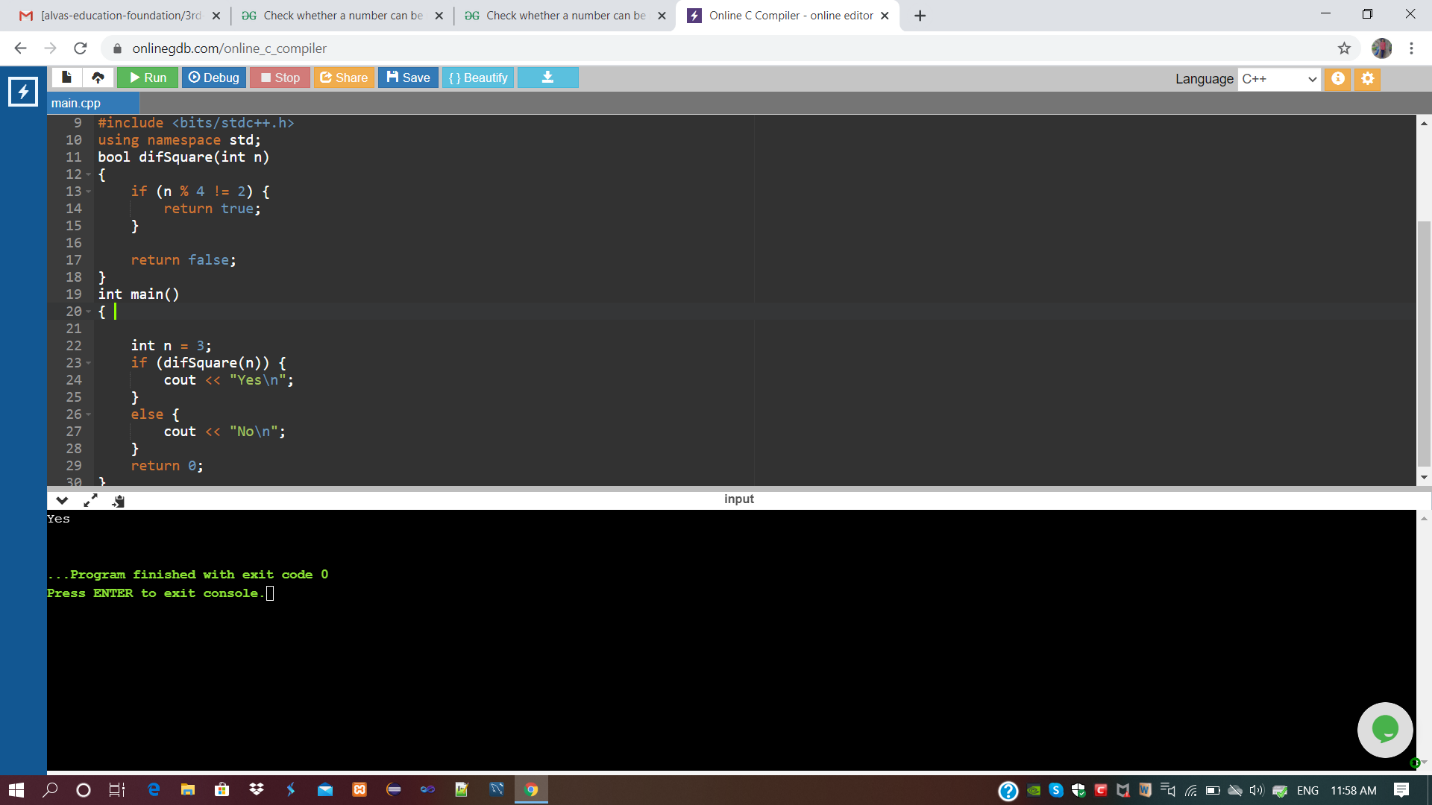 [alvas-education-foundation/3rd
Check whether a number can be
Check whether a number can be
Online C Compiler - online editor
onlinegdb.com/online_c_compiler
Run Debug Stop Share Save { } Beautify Language C++
main.cpp
9 #include <bits/stdc++.h>
10 using namespace std;
11 bool difSquare(int n)
12 {
13 if (n % 4 != 2) {
14 return true;
15 }
16
17 return false;
18 }
19 int main()
20 {
21
22 int n = 3;
23 if (difSquare(n)) {
24 cout << "Yes\n";
25 }
26 else {
27 cout << "No\n";
28 }
29 return 0;
30 }
input
Yes
...Program finished with exit code 0
Press ENTER to exit console.
ENG 11:58 AM